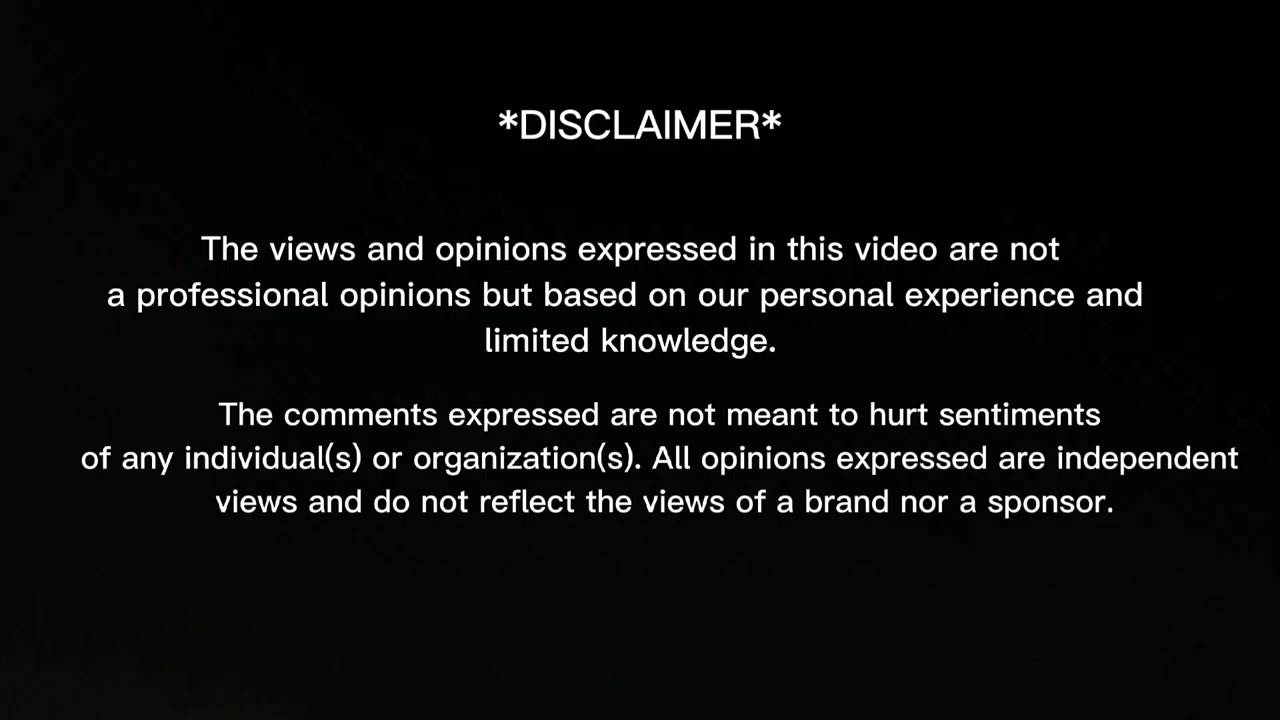 *DISCLAIMER*
The views and opinions expressed in this video are not
a professional opinions but based on our personal experience and
limited knowledge.
The comments expressed are not meant to hurt sentiments
of any individual(s) or organization(s). All opinions expressed are independent
views and do not reflect the views of a brand nor a sponsor.